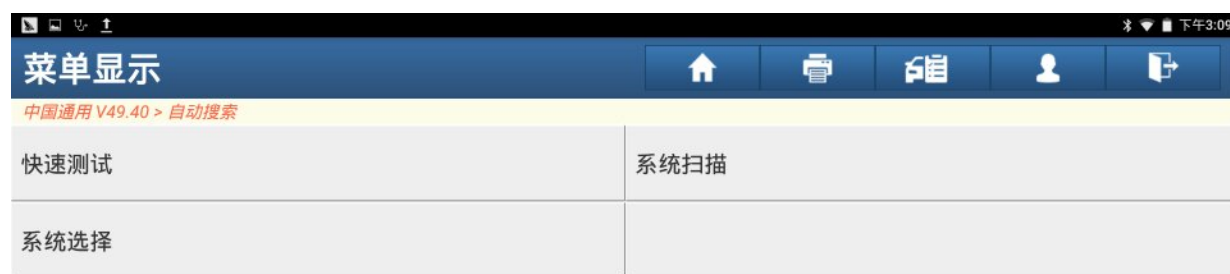 下午3:09
菜单显示
中国通用 V49.40 > 自动搜索
快速测试
系统扫描
系统选择